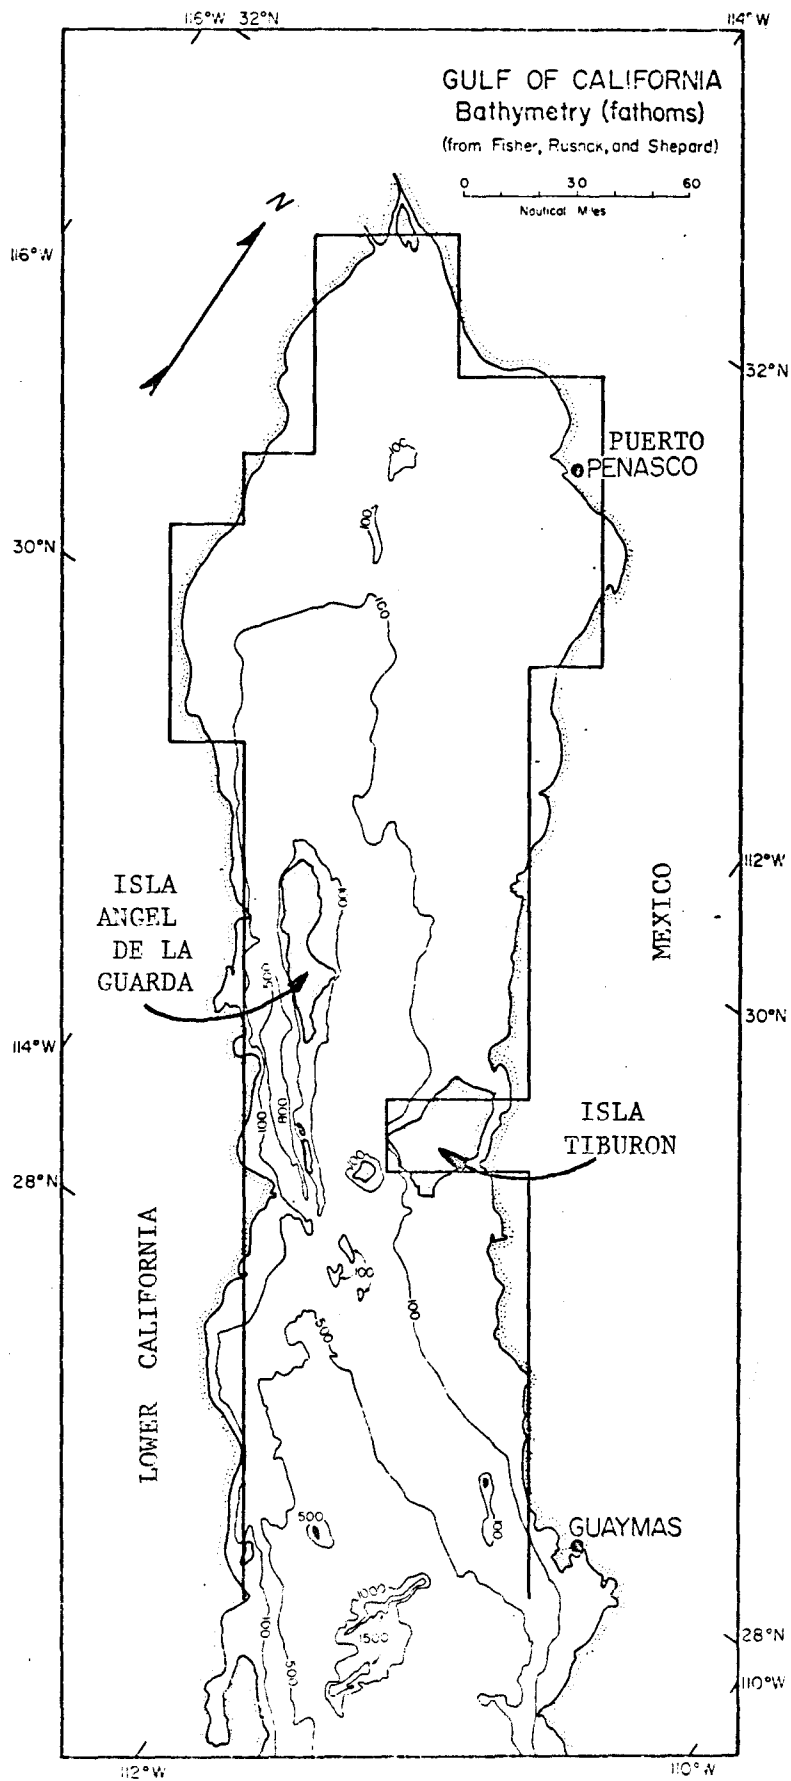 116°W 32°N
114°W
GULF OF CALIFORNIA
Bathymetry (fathoms)
(from Fisher, Rusnak, and Shepard)
0 30 60
Nautical Miles
N
116°W
32°N
PUERTO
PENASCO
100
30°N
100
112°W
ISLA
ANGEL
DE LA
GUARDA
100
MEXICO
500
30°N
114°W
100
800
ISLA
TIBURON
28°N
LOWER CALIFORNIA
100
100
500
500
100
GUAYMAS
1000
1500
100
500
28°N
110°W
112°W
110°W